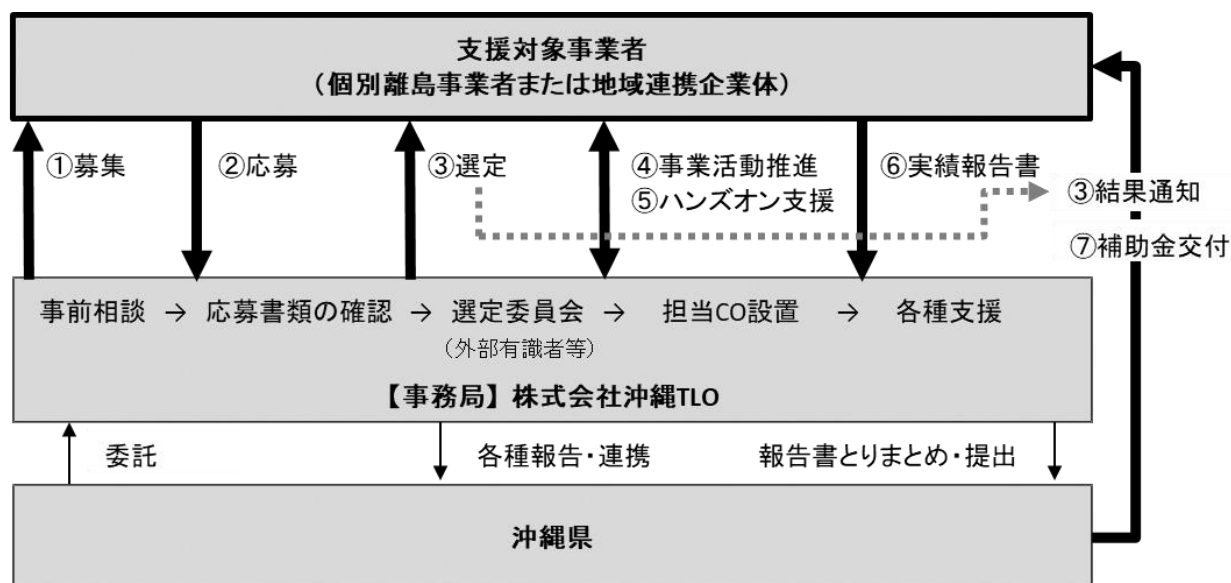 支援対象事業者
（個別離島事業者または地域連携企業体）
①募集
②応募
③選定
④事業活動推進
⑤ハンズオン支援
⑥実績報告書
③結果通知
⑦補助金交付
事前相談 → 応募書類の確認 → 選定委員会 → 担当CO設置 → 各種支援
（外部有識者等）
【事務局】株式会社沖縄TLO
委託
各種報告・連携
報告書とりまとめ・提出
沖縄県